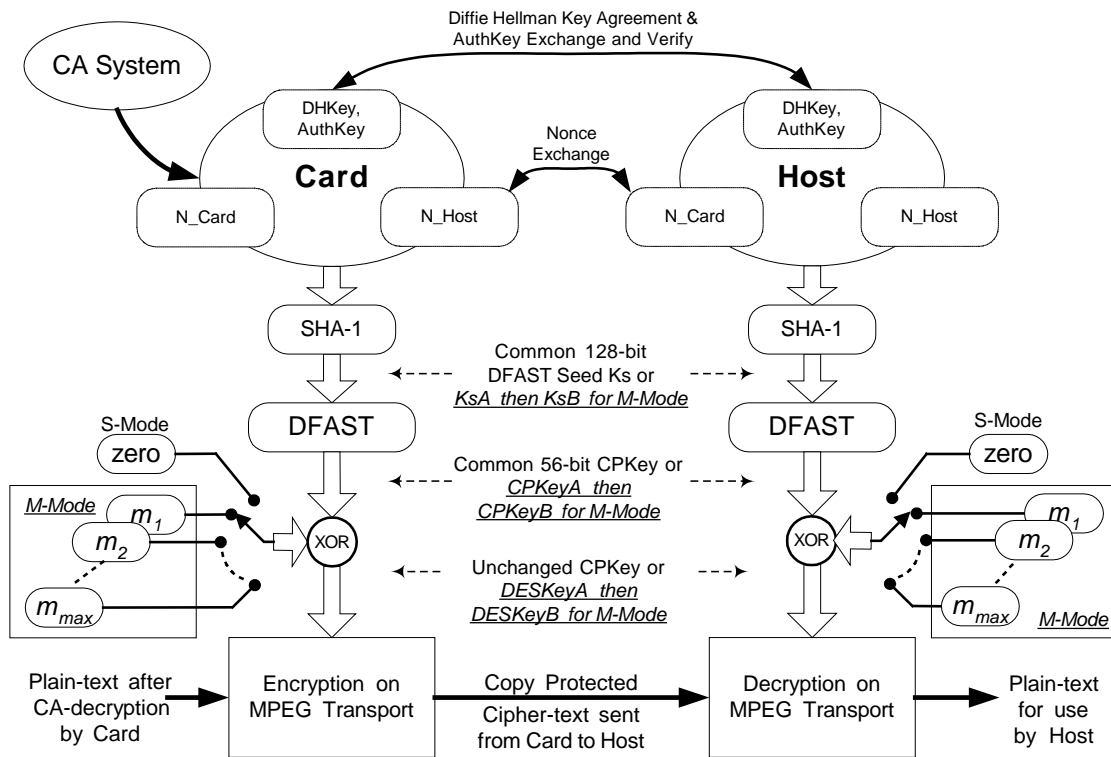 Diffie Hellman Key Agreement &
AuthKey Exchange and Verify
CA System
DHKey,
AuthKey
DHKey,
AuthKey
Nonce
Exchange
Card
Host
N_Card
N_Host
N_Card
N_Host
SHA-1
SHA-1
Common 128-bit
DFAST Seed Ks or
KsA then KsB for M-Mode
DFAST
DFAST
S-Mode
zero
S-Mode
zero
Common 56-bit CPKey or
CPKeyA then
CPKeyB for M-Mode
M-Mode
m1
m2
mmax
XOR
XOR
m1
m2
mmax
M-Mode
Unchanged CPKey or
DESKeyA then
DESKeyB for M-Mode
Plain-text after
CA-decryption
by Card
Encryption on
MPEG Transport
Copy Protected
Cipher-text sent
from Card to Host
Decryption on
MPEG Transport
Plain-text
for use
by Host